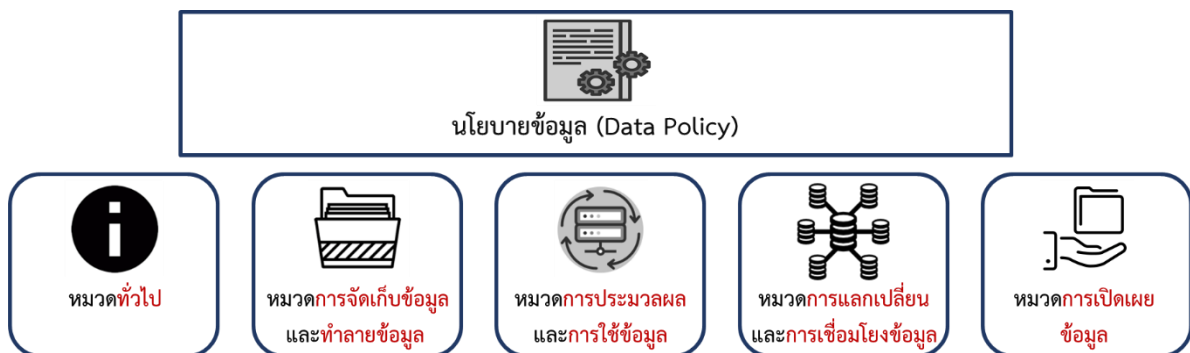 นโยบายข้อมูล (Data Policy)
หมวดทั่วไป
หมวดการจัดเก็บข้อมูล
และทำลายข้อมูล
หมวดการประมวลผล
และการใช้ข้อมูล
หมวดการแลกเปลี่ยน
และการเชื่อมโยงข้อมูล
หมวดการเปิดเผย
ข้อมูล